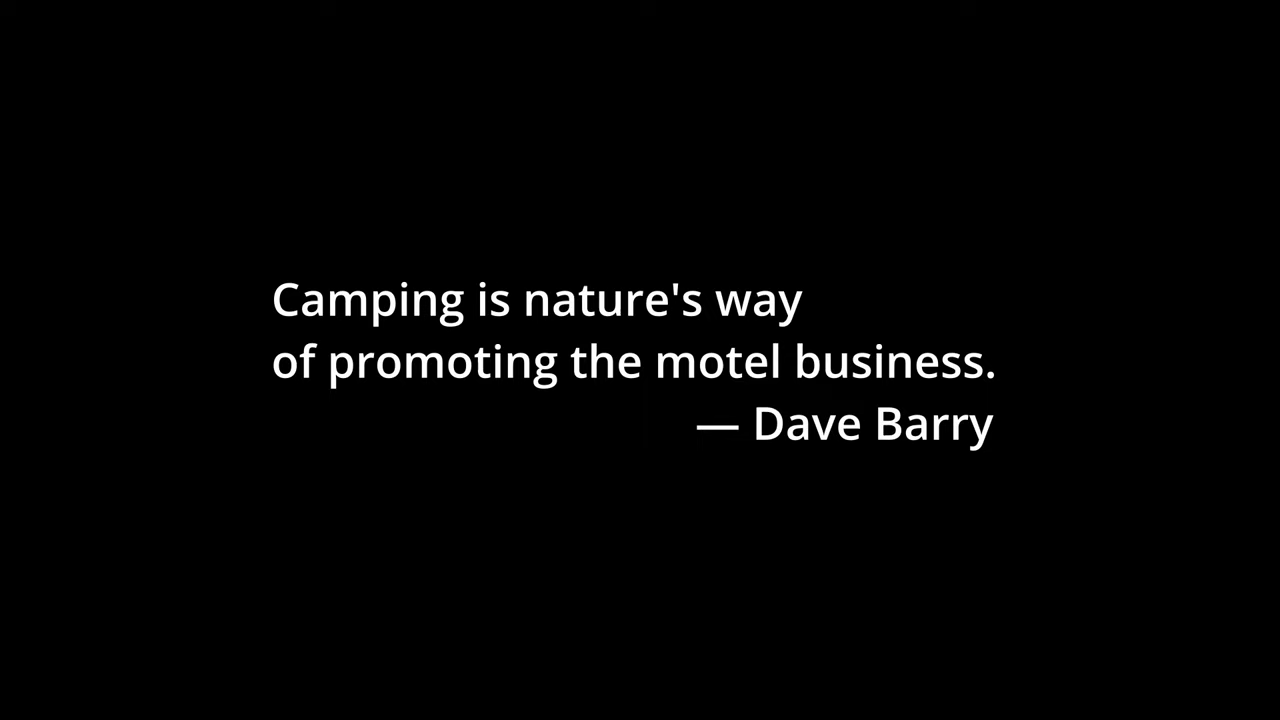 Camping is nature's way
of promoting the motel business.
— Dave Barry